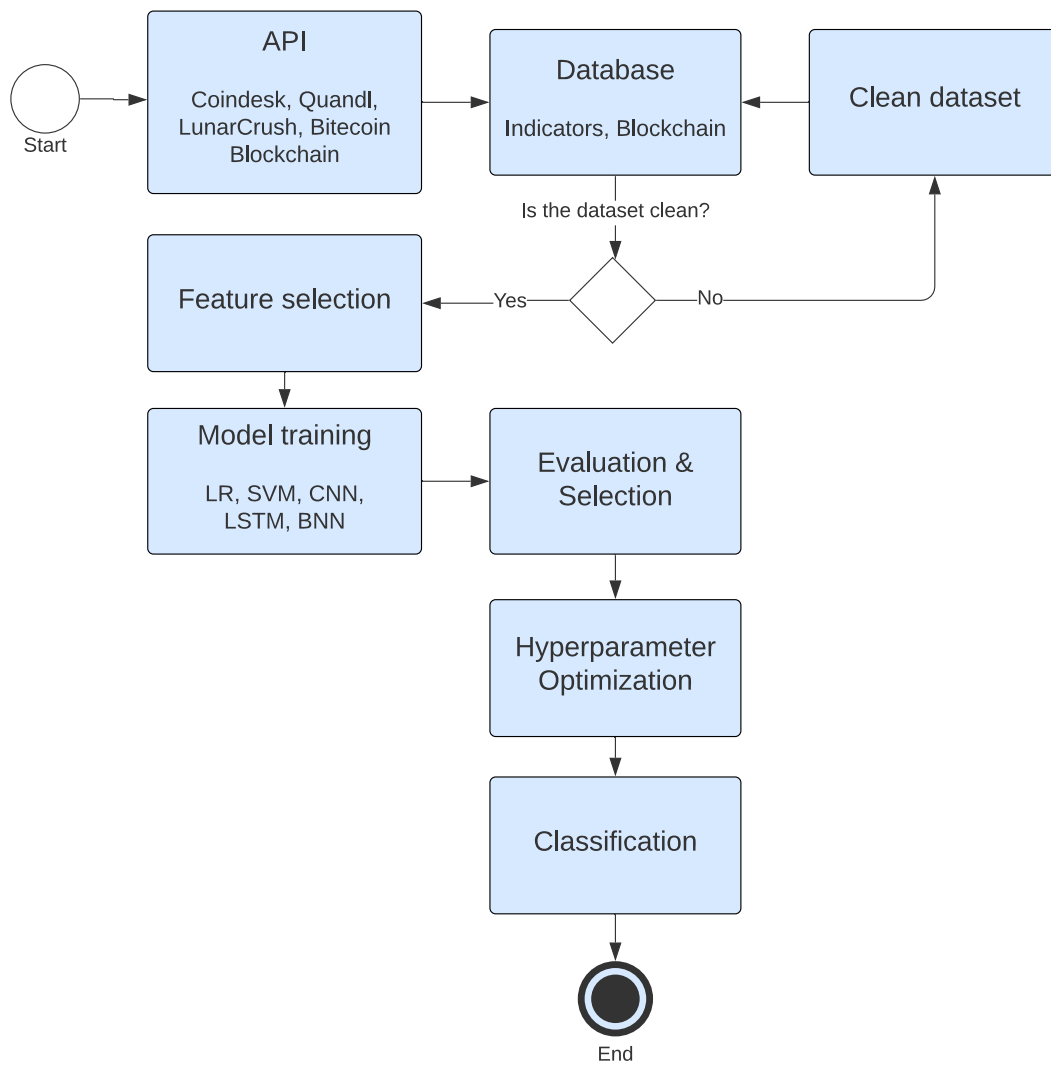 API
Coindesk, Quandl,
LunarCrush, Bitecoin
Blockchain
Start
Database
Indicators, Blockchain
Clean dataset
Is the dataset clean?
Yes
No
Feature selection
Model training
LR, SVM, CNN,
LSTM, BNN
Evaluation &
Selection
Hyperparameter
Optimization
Classification
End